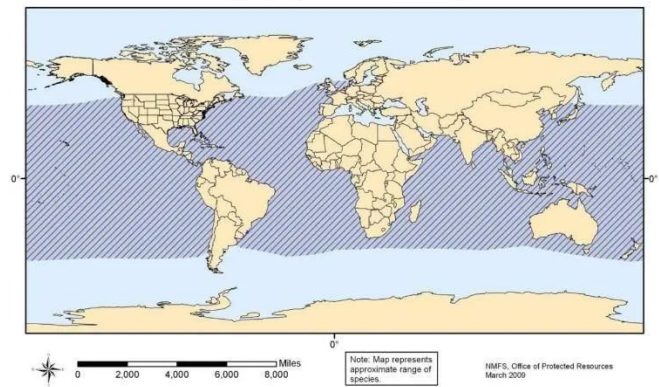 0°
0°
0°
Miles
0 2,000 4,000 6,000 8,000
Note: Map represents
approximate range of
species.
NMFS, Office of Protected Resources
March 2009